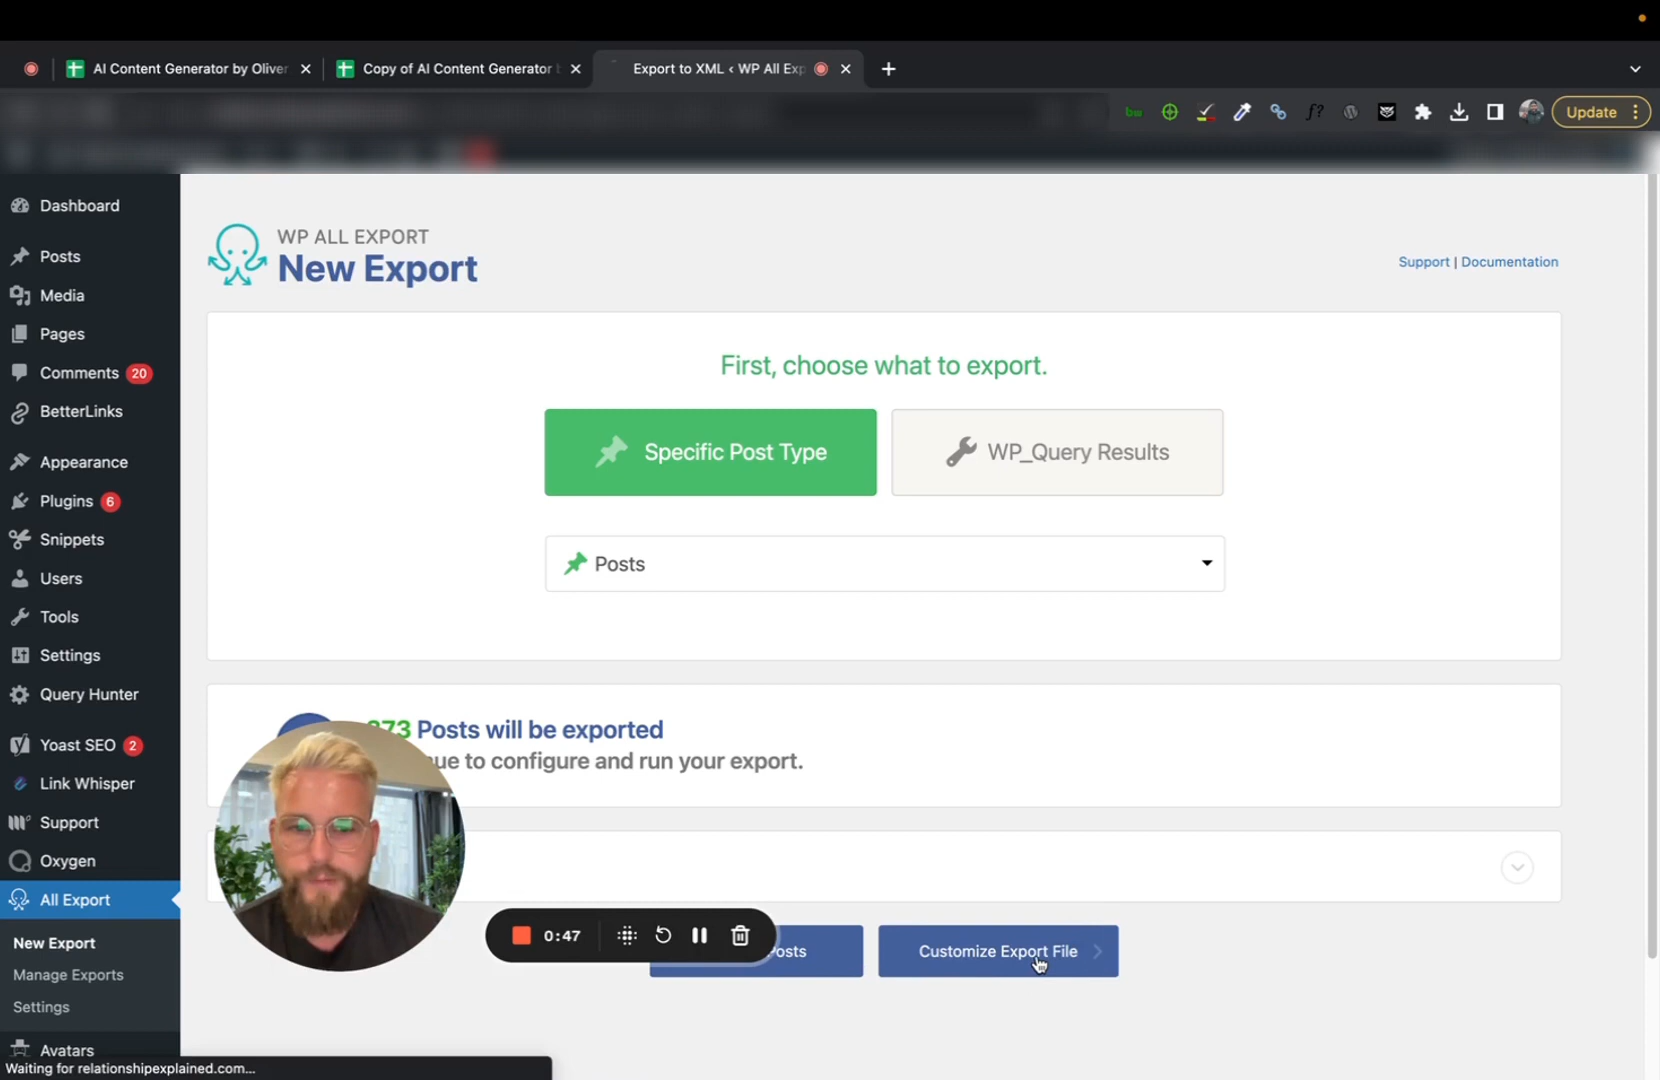 AI Content Generator by Oliver
Copy of AI Content Generator
Export to XML ‹ WP All Exp
Update
Dashboard
Posts
Media
Pages
Comments 20
BetterLinks
Appearance
Plugins 6
Snippets
Users
Tools
Settings
Query Hunter
Yoast SEO 2
Link Whisper
Support
Oxygen
All Export
New Export
Manage Exports
Settings
Avatars
WP ALL EXPORT
New Export
Support | Documentation
First, choose what to export.
Specific Post Type
WP_Query Results
Posts
Posts will be exported
to configure and run your export.
0:47
Customize Export File
Waiting for relationshipexplained.com...